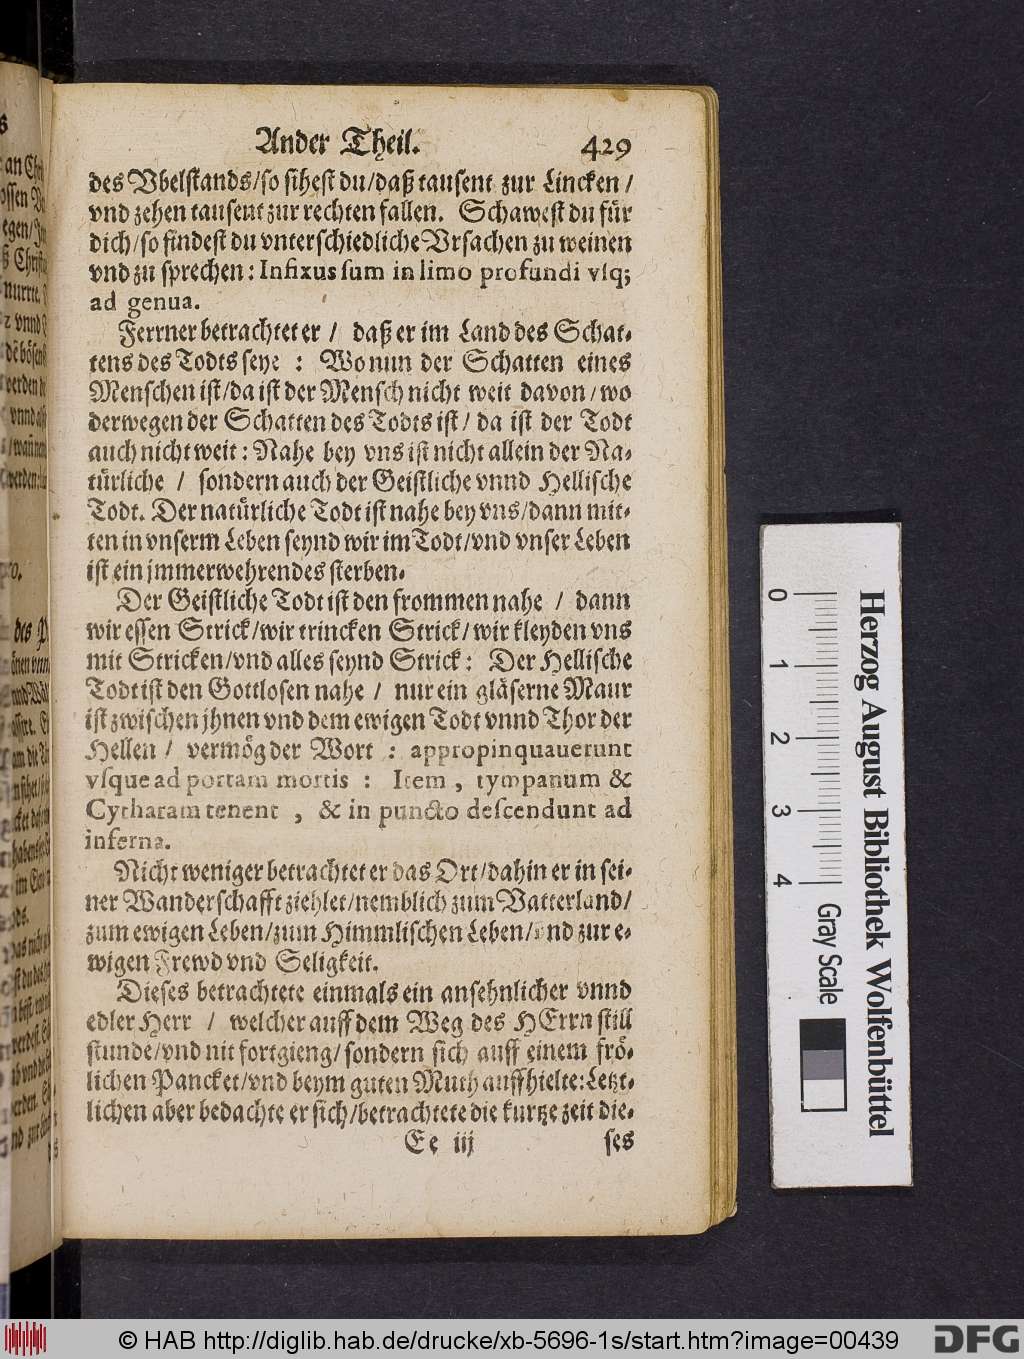 Ander Theil. 429
des Vbelstands/so sihest du/daß tausent zur Lincken /
vnd zehen tausent zur rechten fallen. Schawest du für
dich/so findest du vnterschiedliche Vrsachen zu weinen
vnd zu sprechen: Infixus sum in limo profundi vsq;
ad genua.
Ferrner betrachtet er / daß er im Land des Schat-
tens des Todts seye : Wo nun der Schatten eines
Menschen ist/da ist der Mensch nicht weit davon/wo
derwegen der Schatten des Todts ist/ da ist der Todt
auch nicht weit: Nahe bey vns ist nicht allein der Na-
türliche / sondern auch der Geistliche vnnd Hellische
Todt. Der natürliche Todt ist nahe bey vns/dann mit-
ten in vnserm Leben seynd wir im Todt/vnd vnser Leben
ist ein jmmerwehrendes sterben.
Der Geistliche Todt ist den frommen nahe / dann
wir essen Strick/wir trincken Strick/wir kleyden vns
mit Stricken/vnd alles seynd Strick: Der Hellische
Todt ist den Gottlosen nahe / nur ein gläserne Maur
ist zwischen jhnen vnd dem ewigen Todt vnnd Thor der
Hellen / vermög der Wort : appropinquauerunt
vsque ad portam mortis : Item, tympanum &
Cytharam tenent, & in puncto descendunt ad
inferna.
Nicht weniger betrachtet er das Ort/dahin er in sei-
ner Wanderschafft ziehlet/nemblich zum Vatterland/
zum ewigen Leben/zum Himmlischen Leben/vnd zur e-
wigen Frewd vnd Seligkeit.
Dieses betrachtete einmals ein ansehnlicher vnnd
edler Herr / welcher auff dem Weg des HErrn still
stunde/vnd nit fortgieng/sondern sich auff einem frö-
lichen Pancket/vnd beym guten Muth auffhielte: Letzt-
lichen aber bedachte er sich/betrachtete die kurtze zeit die-
Ee iij ses
0 1 2 3 4 Gray Scale
Herzog August Bibliothek Wolfenbüttel
© HAB http://diglib.hab.de/drucke/xb-5696-1s/start.htm?image=00439
DFG